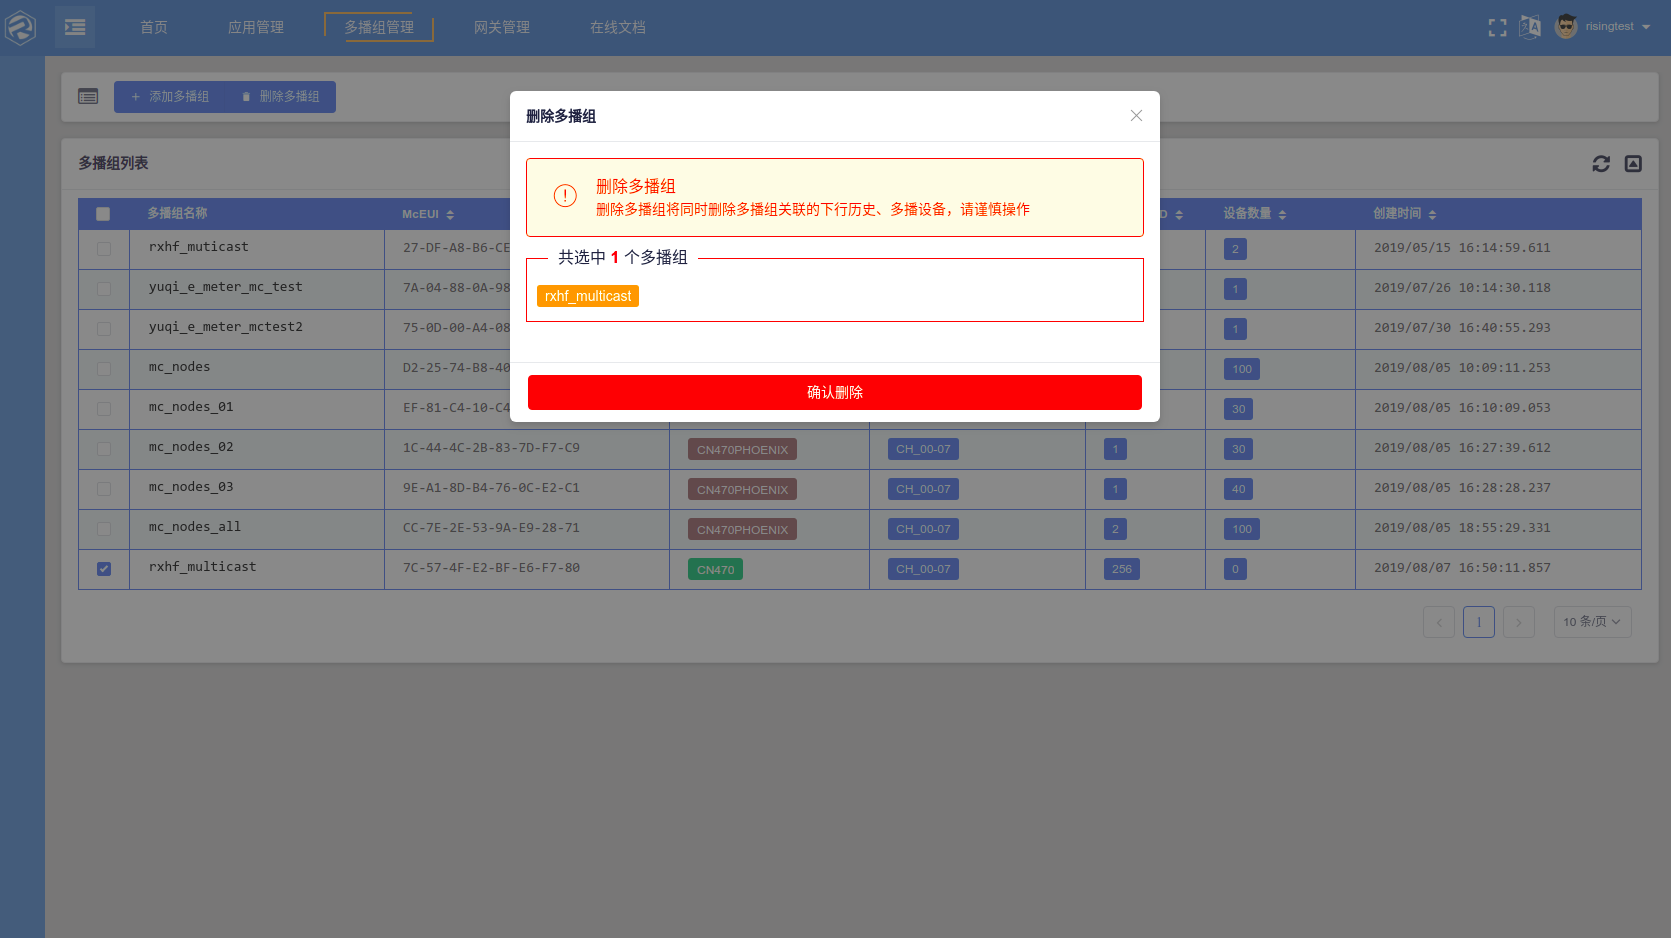 首页 应用管理 多播组管理 网关管理 在线文档 risingtest
添加多播组 删除多播组
删除多播组
多播组列表
删除多播组
删除多播组将同时删除多播组关联的下行历史、多播设备，请谨慎操作
共选中 1 个多播组
rxhf_multicast
确认删除
多播组名称 McEUI D 设备数量 创建时间
rxhf_muticast 27-DF-A8-B6-CE 2 2019/05/15 16:14:59.611
yuqi_e_meter_mc_test 7A-04-88-0A-98 1 2019/07/26 10:14:30.118
yuqi_e_meter_mctest2 75-0D-00-A4-08 1 2019/07/30 16:40:55.293
mc_nodes D2-25-74-B8-40 100 2019/08/05 10:09:11.253
mc_nodes_01 EF-81-C4-10-C4 30 2019/08/05 16:10:09.053
mc_nodes_02 1C-44-4C-2B-83-7D-F7-C9 CN470PHOENIX CH_00-07 1 30 2019/08/05 16:27:39.612
mc_nodes_03 9E-A1-8D-B4-76-0C-E2-C1 CN470PHOENIX CH_00-07 1 40 2019/08/05 16:28:28.237
mc_nodes_all CC-7E-2E-53-9A-E9-28-71 CN470PHOENIX CH_00-07 2 100 2019/08/05 18:55:29.331
rxhf_multicast 7C-57-4F-E2-BF-E6-F7-80 CN470 CH_00-07 256 0 2019/08/07 16:50:11.857
1 10 条/页